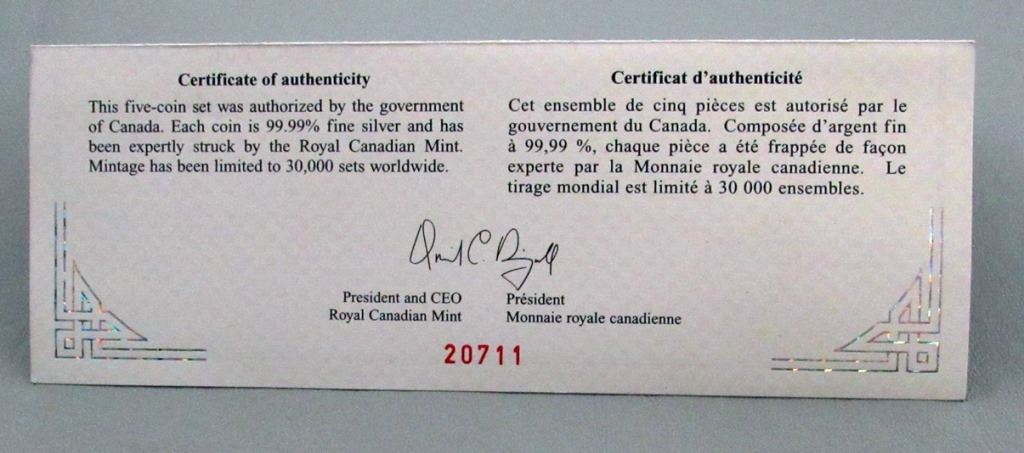 Certificate of authenticity
This five-coin set was authorized by the government
of Canada. Each coin is 99.99% fine silver and has
been expertly struck by the Royal Canadian Mint.
Mintage has been limited to 30,000 sets worldwide.
Certificat d'authenticité
Cet ensemble de cinq pièces est autorisé par le
gouvernement du Canada. Composée d'argent fin
à 99,99 %, chaque pièce a été frappée de façon
experte par la Monnaie royale canadienne. Le
tirage mondial est limité à 30 000 ensembles.
President and CEO
Royal Canadian Mint
Président
Monnaie royale canadienne
20711